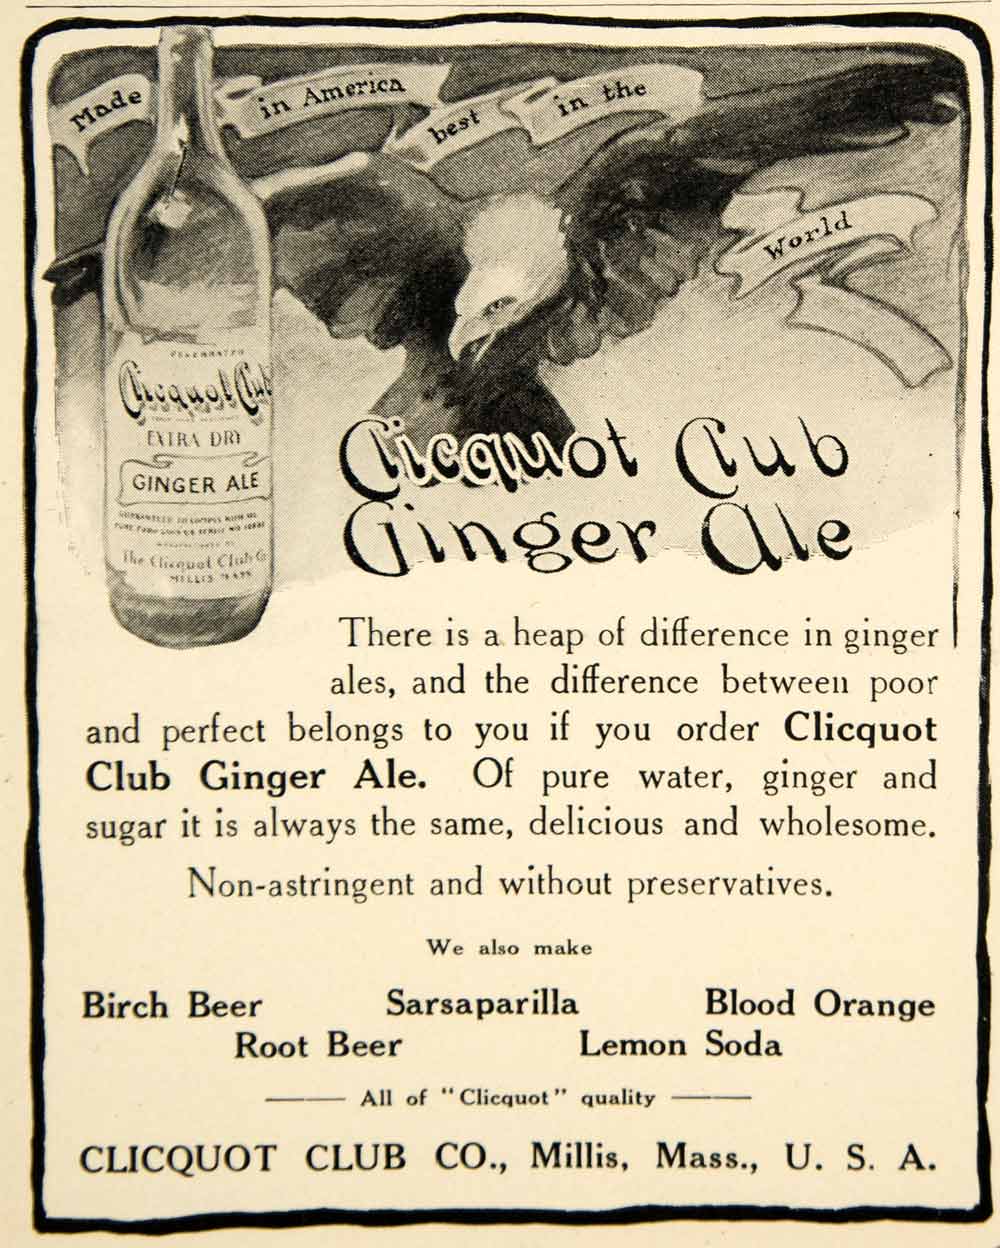 Made in America best in the World
CELEBRATED
Clicquot Club
EXTRA DRY
GINGER ALE
The Clicquot Club Co
MILLIS MASS
Clicquot Club
Ginger Ale
There is a heap of difference in ginger
ales, and the difference between poor
and perfect belongs to you if you order Clicquot
Club Ginger Ale. Of pure water, ginger and
sugar it is always the same, delicious and wholesome.
Non-astringent and without preservatives.
We also make
Birch Beer Sarsaparilla Blood Orange
Root Beer Lemon Soda
All of "Clicquot" quality
CLICQUOT CLUB CO., Millis, Mass., U. S. A.